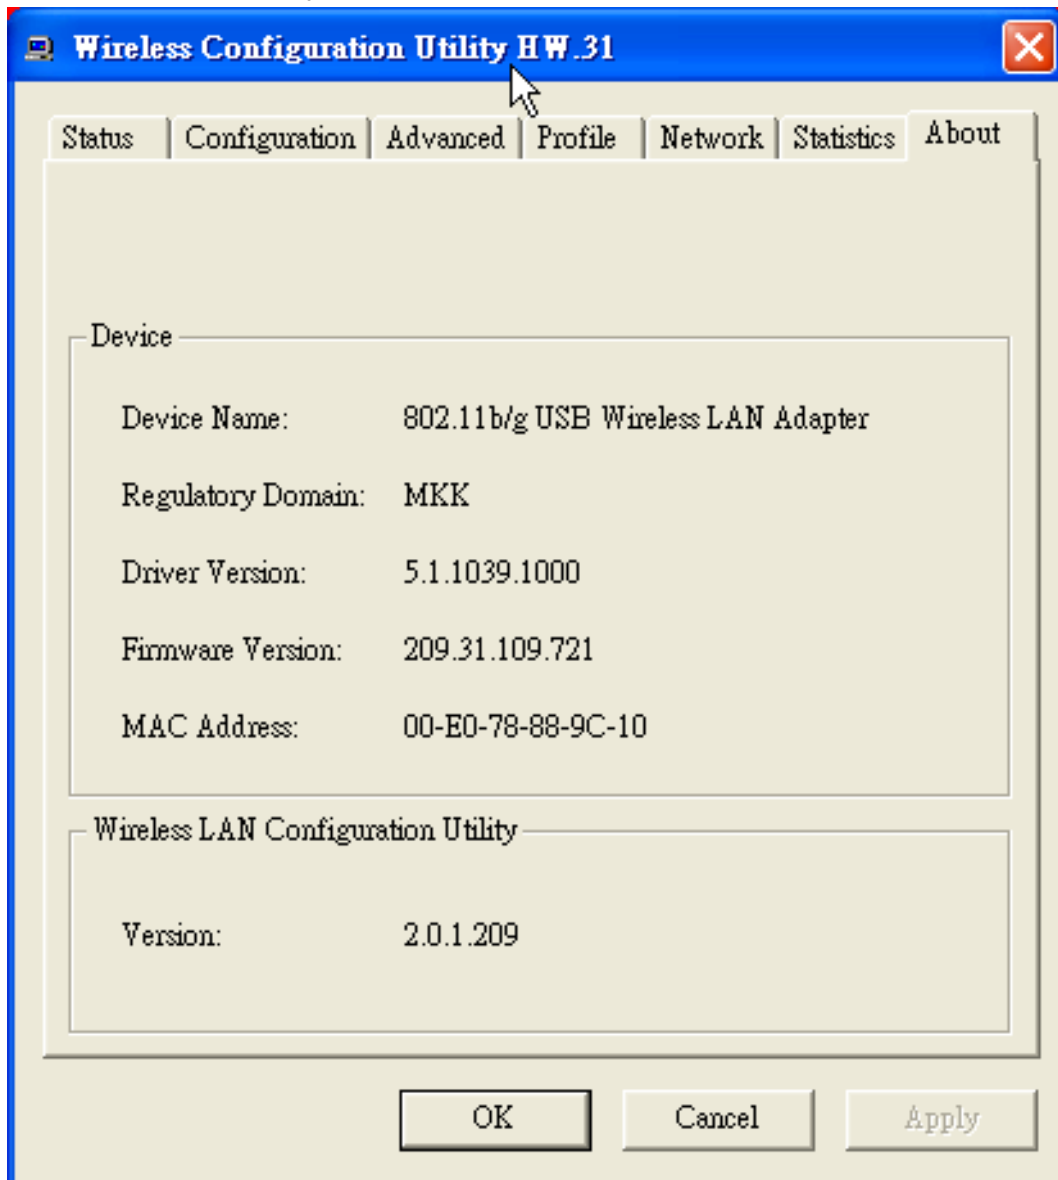 Wireless Configuration Utility HW.31
Status Configuration Advanced Profile Network Statistics About
Device
Device Name: 802.11b/g USB Wireless LAN Adapter
Regulatory Domain: MKK
Driver Version: 5.1.1039.1000
Firmware Version: 209.31.109.721
MAC Address: 00-E0-78-88-9C-10
Wireless LAN Configuration Utility
Version: 2.0.1.209
OK Cancel Apply